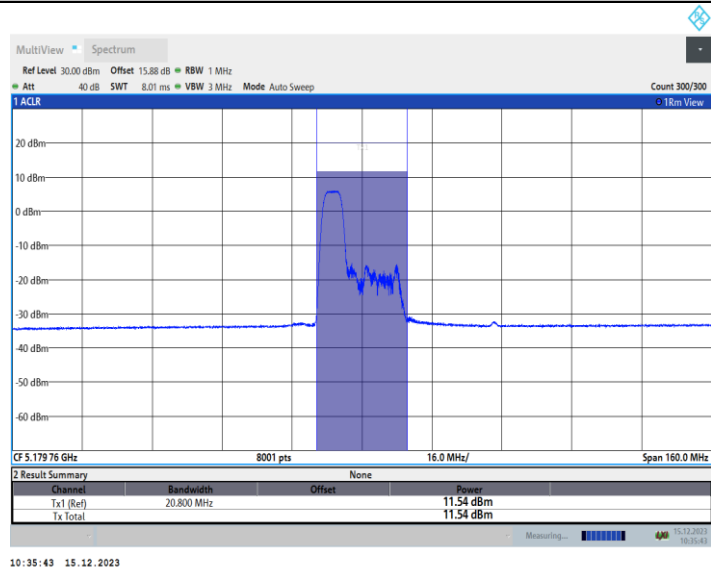 MultiView Spectrum
Ref Level 30.00 dBm Offset 15.88 dB RBW 1 MHz
Att 40 dB SWT 8.01 ms VBW 3 MHz Mode Auto Sweep Count 300/300
1 ACLR 1Rm View
20 dBm
10 dBm
0 dBm
-10 dBm
-20 dBm
-30 dBm
-40 dBm
-50 dBm
-60 dBm
CF 5.179 76 GHz 8001 pts 16.0 MHz/ Span 160.0 MHz
2 Result Summary None
Channel Bandwidth Offset Power
Tx1 (Ref) 20.800 MHz 11.54 dBm
Tx Total 11.54 dBm
Measuring... 15.12.2023
10:35:43
10:35:43 15.12.2023